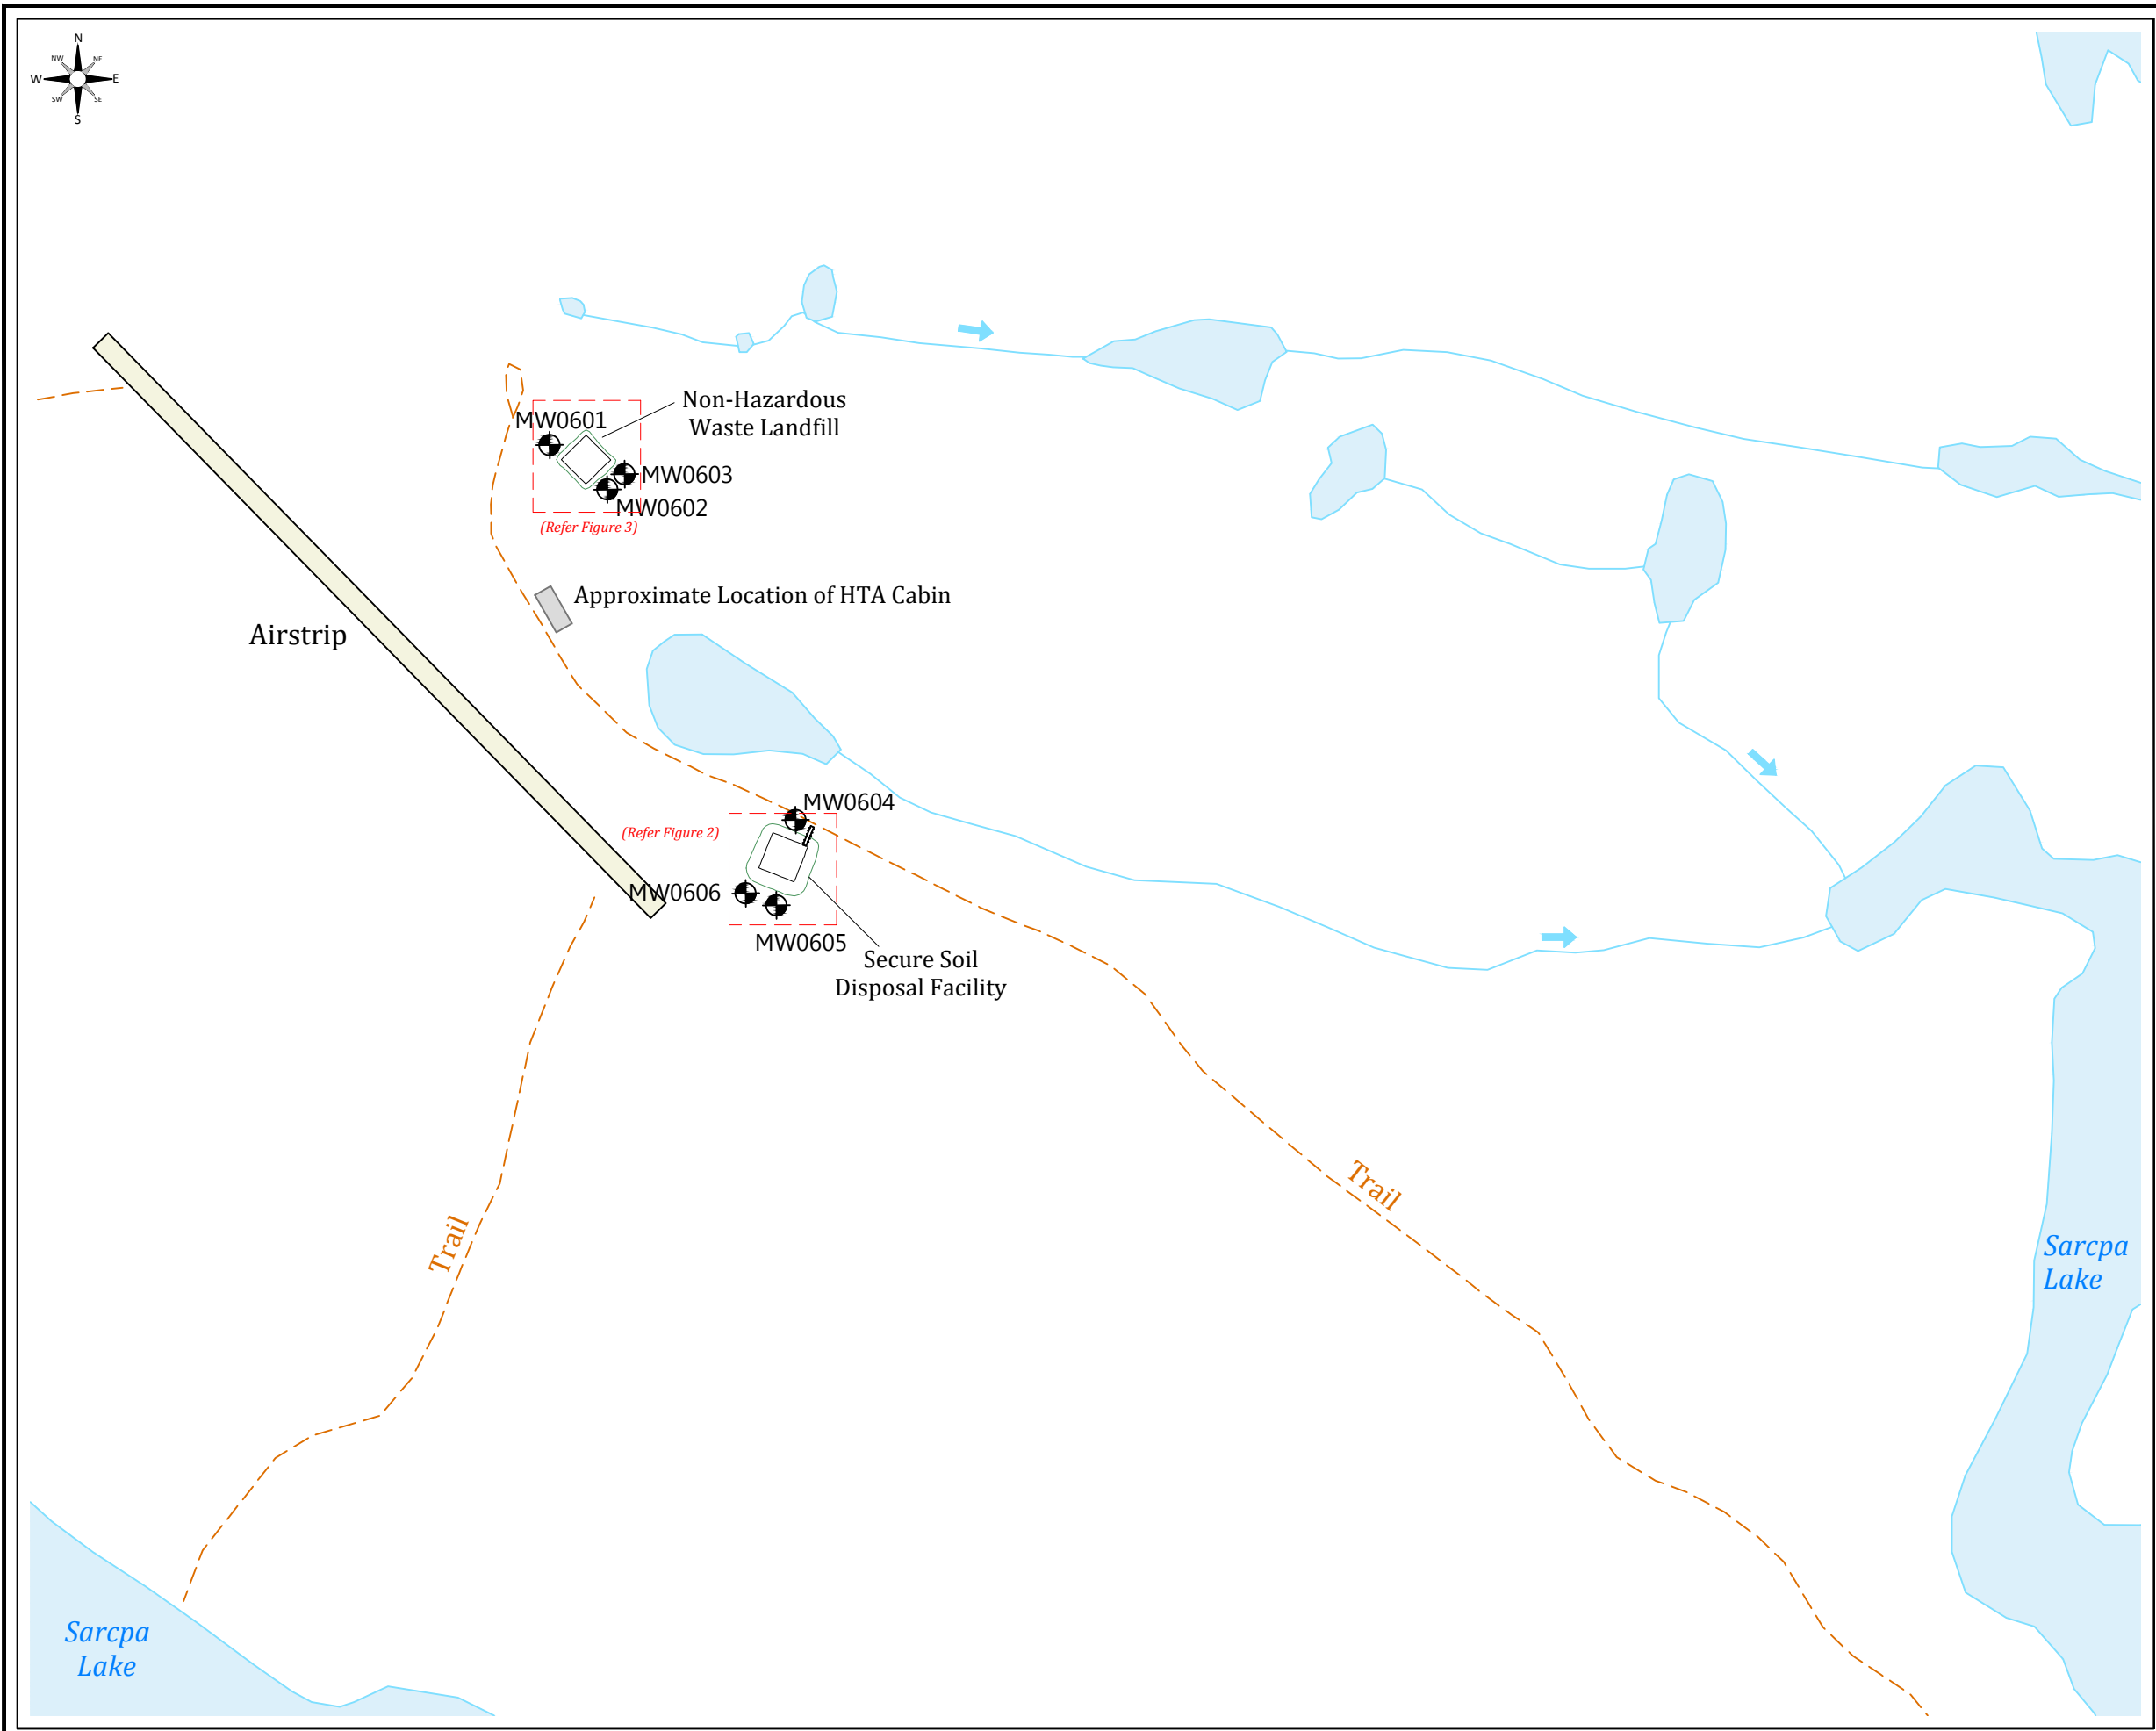 N
NW
NE
W
E
SW
SE
S
Non-Hazardous
Waste Landfill
MW0601
MW0603
MW0602
(Refer Figure 3)
Approximate Location of HTA Cabin
Airstrip
MW0604
(Refer Figure 2)
MW0606
MW0605
Secure Soil
Disposal Facility
Trail
Trail
Sarcpa
Lake
Sarcpa
Lake